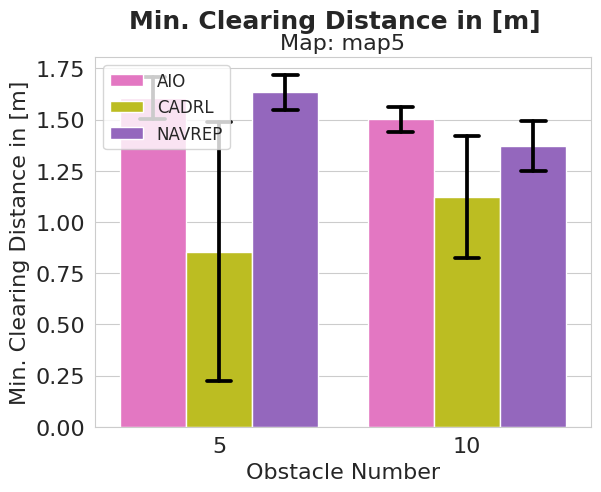 Min. Clearing Distance in [m]
Map: map5
Min. Clearing Distance in [m]
1.75
1.50
1.25
1.00
0.75
0.50
0.25
0.00
AIO
CADRL
NAVREP
5
10
Obstacle Number